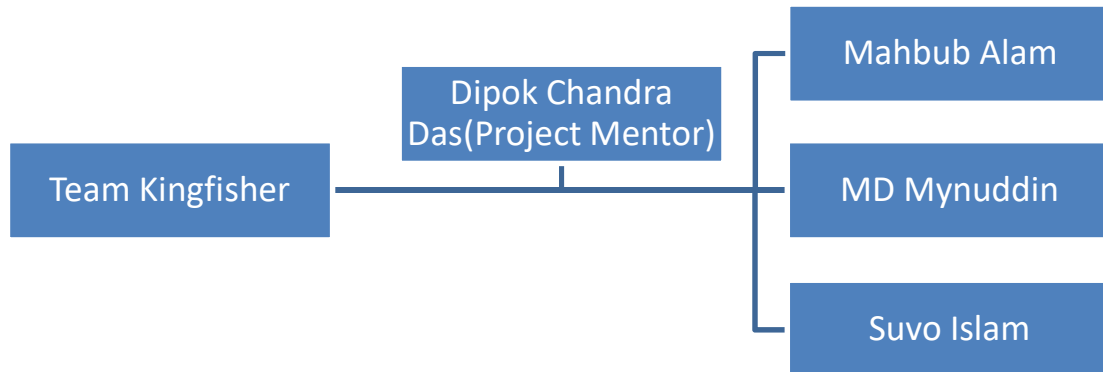 Team Kingfisher
Dipok Chandra
Das(Project Mentor)
Mahbub Alam
MD Mynuddin
Suvo Islam